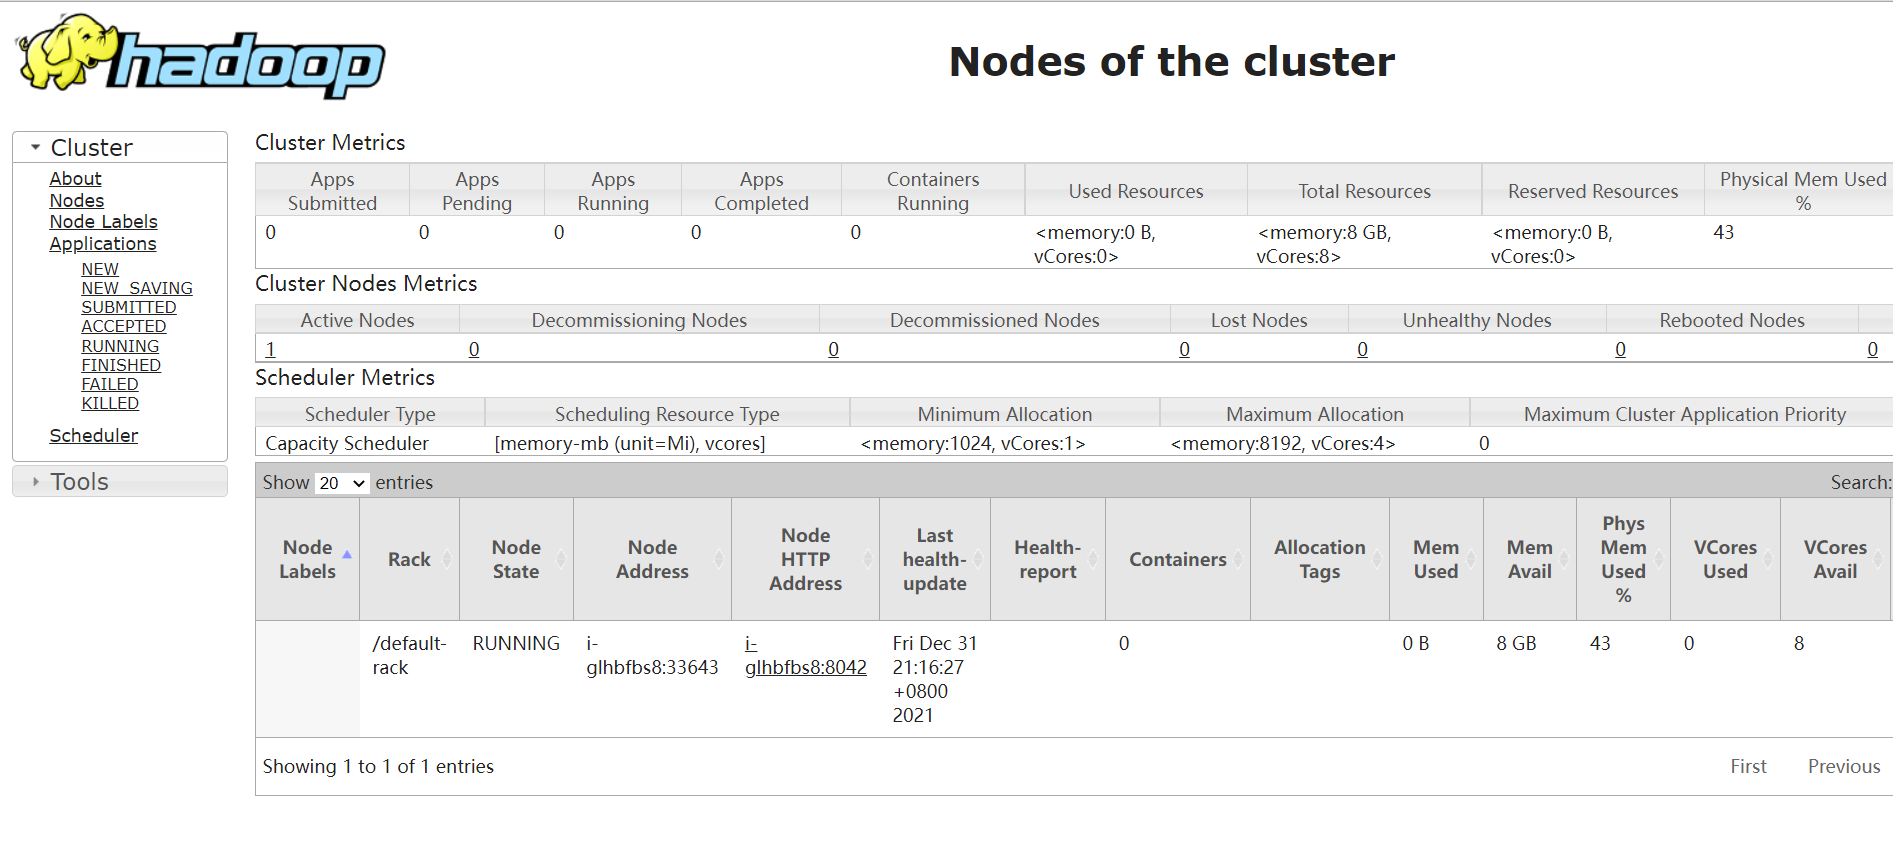 hadoop
Nodes of the cluster
Cluster
About
Nodes
Node Labels
Applications
NEW
NEW_SAVING
SUBMITTED
ACCEPTED
RUNNING
FINISHED
FAILED
KILLED
Scheduler
Tools
Cluster Metrics
Apps Submitted
Apps Pending
Apps Running
Apps Completed
Containers Running
Used Resources
Total Resources
Reserved Resources
Physical Mem Used %
0
0
0
0
0
<memory:0 B, vCores:0>
<memory:8 GB, vCores:8>
<memory:0 B, vCores:0>
43
Cluster Nodes Metrics
Active Nodes
Decommissioning Nodes
Decommissioned Nodes
Lost Nodes
Unhealthy Nodes
Rebooted Nodes
1
0
0
0
0
0
0
Scheduler Metrics
Scheduler Type
Scheduling Resource Type
Minimum Allocation
Maximum Allocation
Maximum Cluster Application Priority
Capacity Scheduler
[memory-mb (unit=Mi), vcores]
<memory:1024, vCores:1>
<memory:8192, vCores:4>
0
Show 20 entries
Search:
Node Labels
Rack
Node State
Node Address
Node HTTP Address
Last health-update
Health-report
Containers
Allocation Tags
Mem Used
Mem Avail
Phys Mem Used %
VCores Used
VCores Avail
/default-rack
RUNNING
i-glhbfbs8:33643
i-glhbfbs8:8042
Fri Dec 31 21:16:27 +0800 2021
0
0 B
8 GB
43
0
8
Showing 1 to 1 of 1 entries
First
Previous